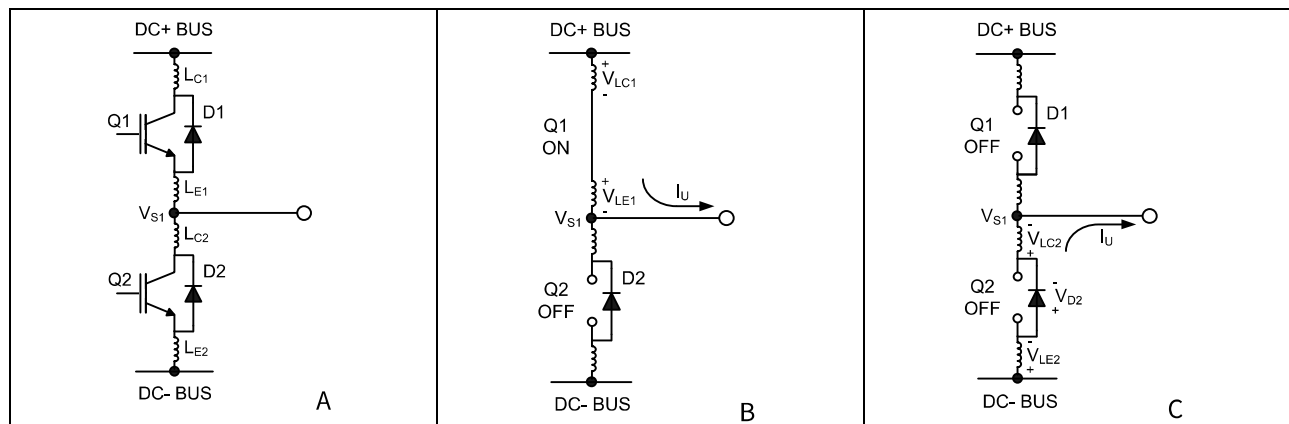 DC+ BUS
LC1
Q1
D1
LE1
VS1
LC2
Q2
D2
LE2
DC- BUS
A
DC+ BUS
+
VLC1
-
Q1
ON
+
VLE1
-
IU
VS1
D2
Q2
OFF
DC- BUS
B
DC+ BUS
D1
Q1
OFF
VS1
-
VLC2
+
IU
Q2
OFF
-
VD2
+
-
VLE2
+
DC- BUS
C